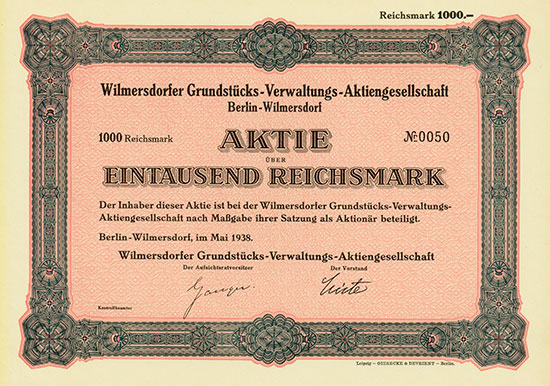 Reichsmark 1000.—
Wilmersdorfer Grundstücks-Verwaltungs-Aktiengesellschaft
Berlin-Wilmersdorf
1000 Reichsmark AKTIE № 0050
ÜBER
EINTAUSEND REICHSMARK
Der Inhaber dieser Aktie ist bei der Wilmersdorfer Grundstücks-Verwaltungs-
Aktiengesellschaft nach Maßgabe ihrer Satzung als Aktionär beteiligt.
Berlin-Wilmersdorf, im Mai 1938.
Wilmersdorfer Grundstücks-Verwaltungs-Aktiengesellschaft
Der Aufsichtsratsvorsitzer Der Vorstand
Kontrollbeamter
Leipzig – GIESECKE & DEVRIENT – Berlin.